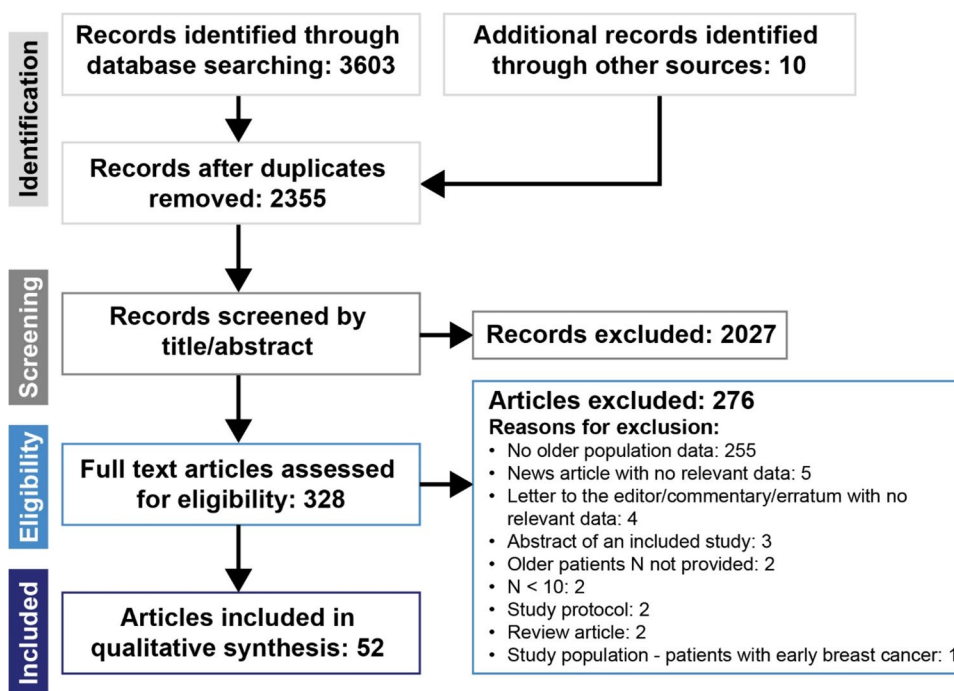 Identification
Records identified through
database searching: 3603
Additional records identified
through other sources: 10
Records after duplicates
removed: 2355
Screening
Records screened by
title/abstract
Records excluded: 2027
Eligibility
Full text articles assessed
for eligibility: 328
Articles excluded: 276
Reasons for exclusion:
• No older population data: 255
• News article with no relevant data: 5
• Letter to the editor/commentary/erratum with no
relevant data: 4
• Abstract of an included study: 3
• Older patients N not provided: 2
• N < 10: 2
• Study protocol: 2
• Review article: 2
• Study population - patients with early breast cancer: 1
Included
Articles included in
qualitative synthesis: 52